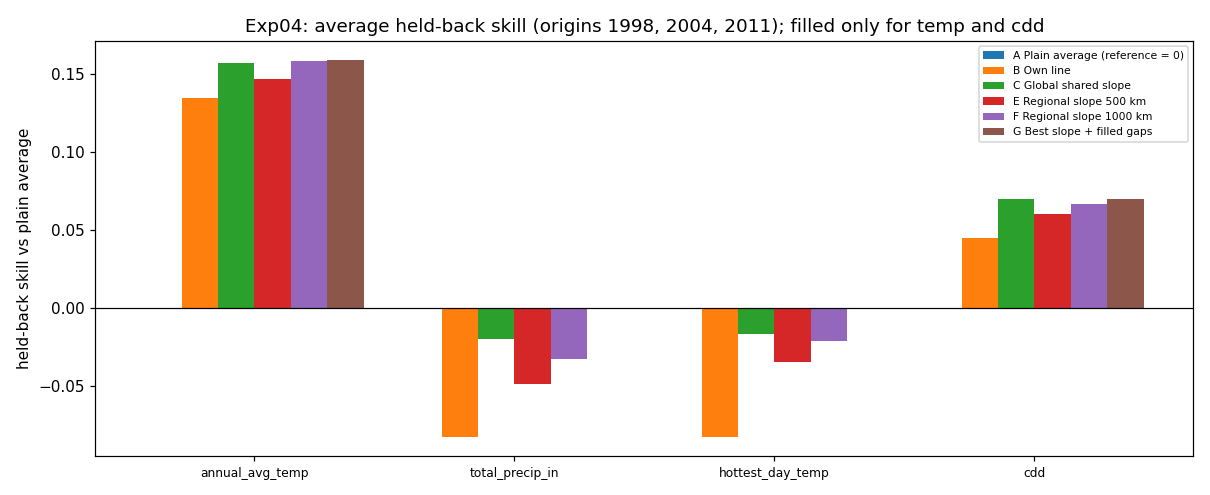 Exp04: average held-back skill (origins 1998, 2004, 2011); filled only for temp and cdd
held-back skill vs plain average
0.15
0.10
0.05
0.00
−0.05
A Plain average (reference = 0)
B Own line
C Global shared slope
E Regional slope 500 km
F Regional slope 1000 km
G Best slope + filled gaps
annual_avg_temp
total_precip_in
hottest_day_temp
cdd